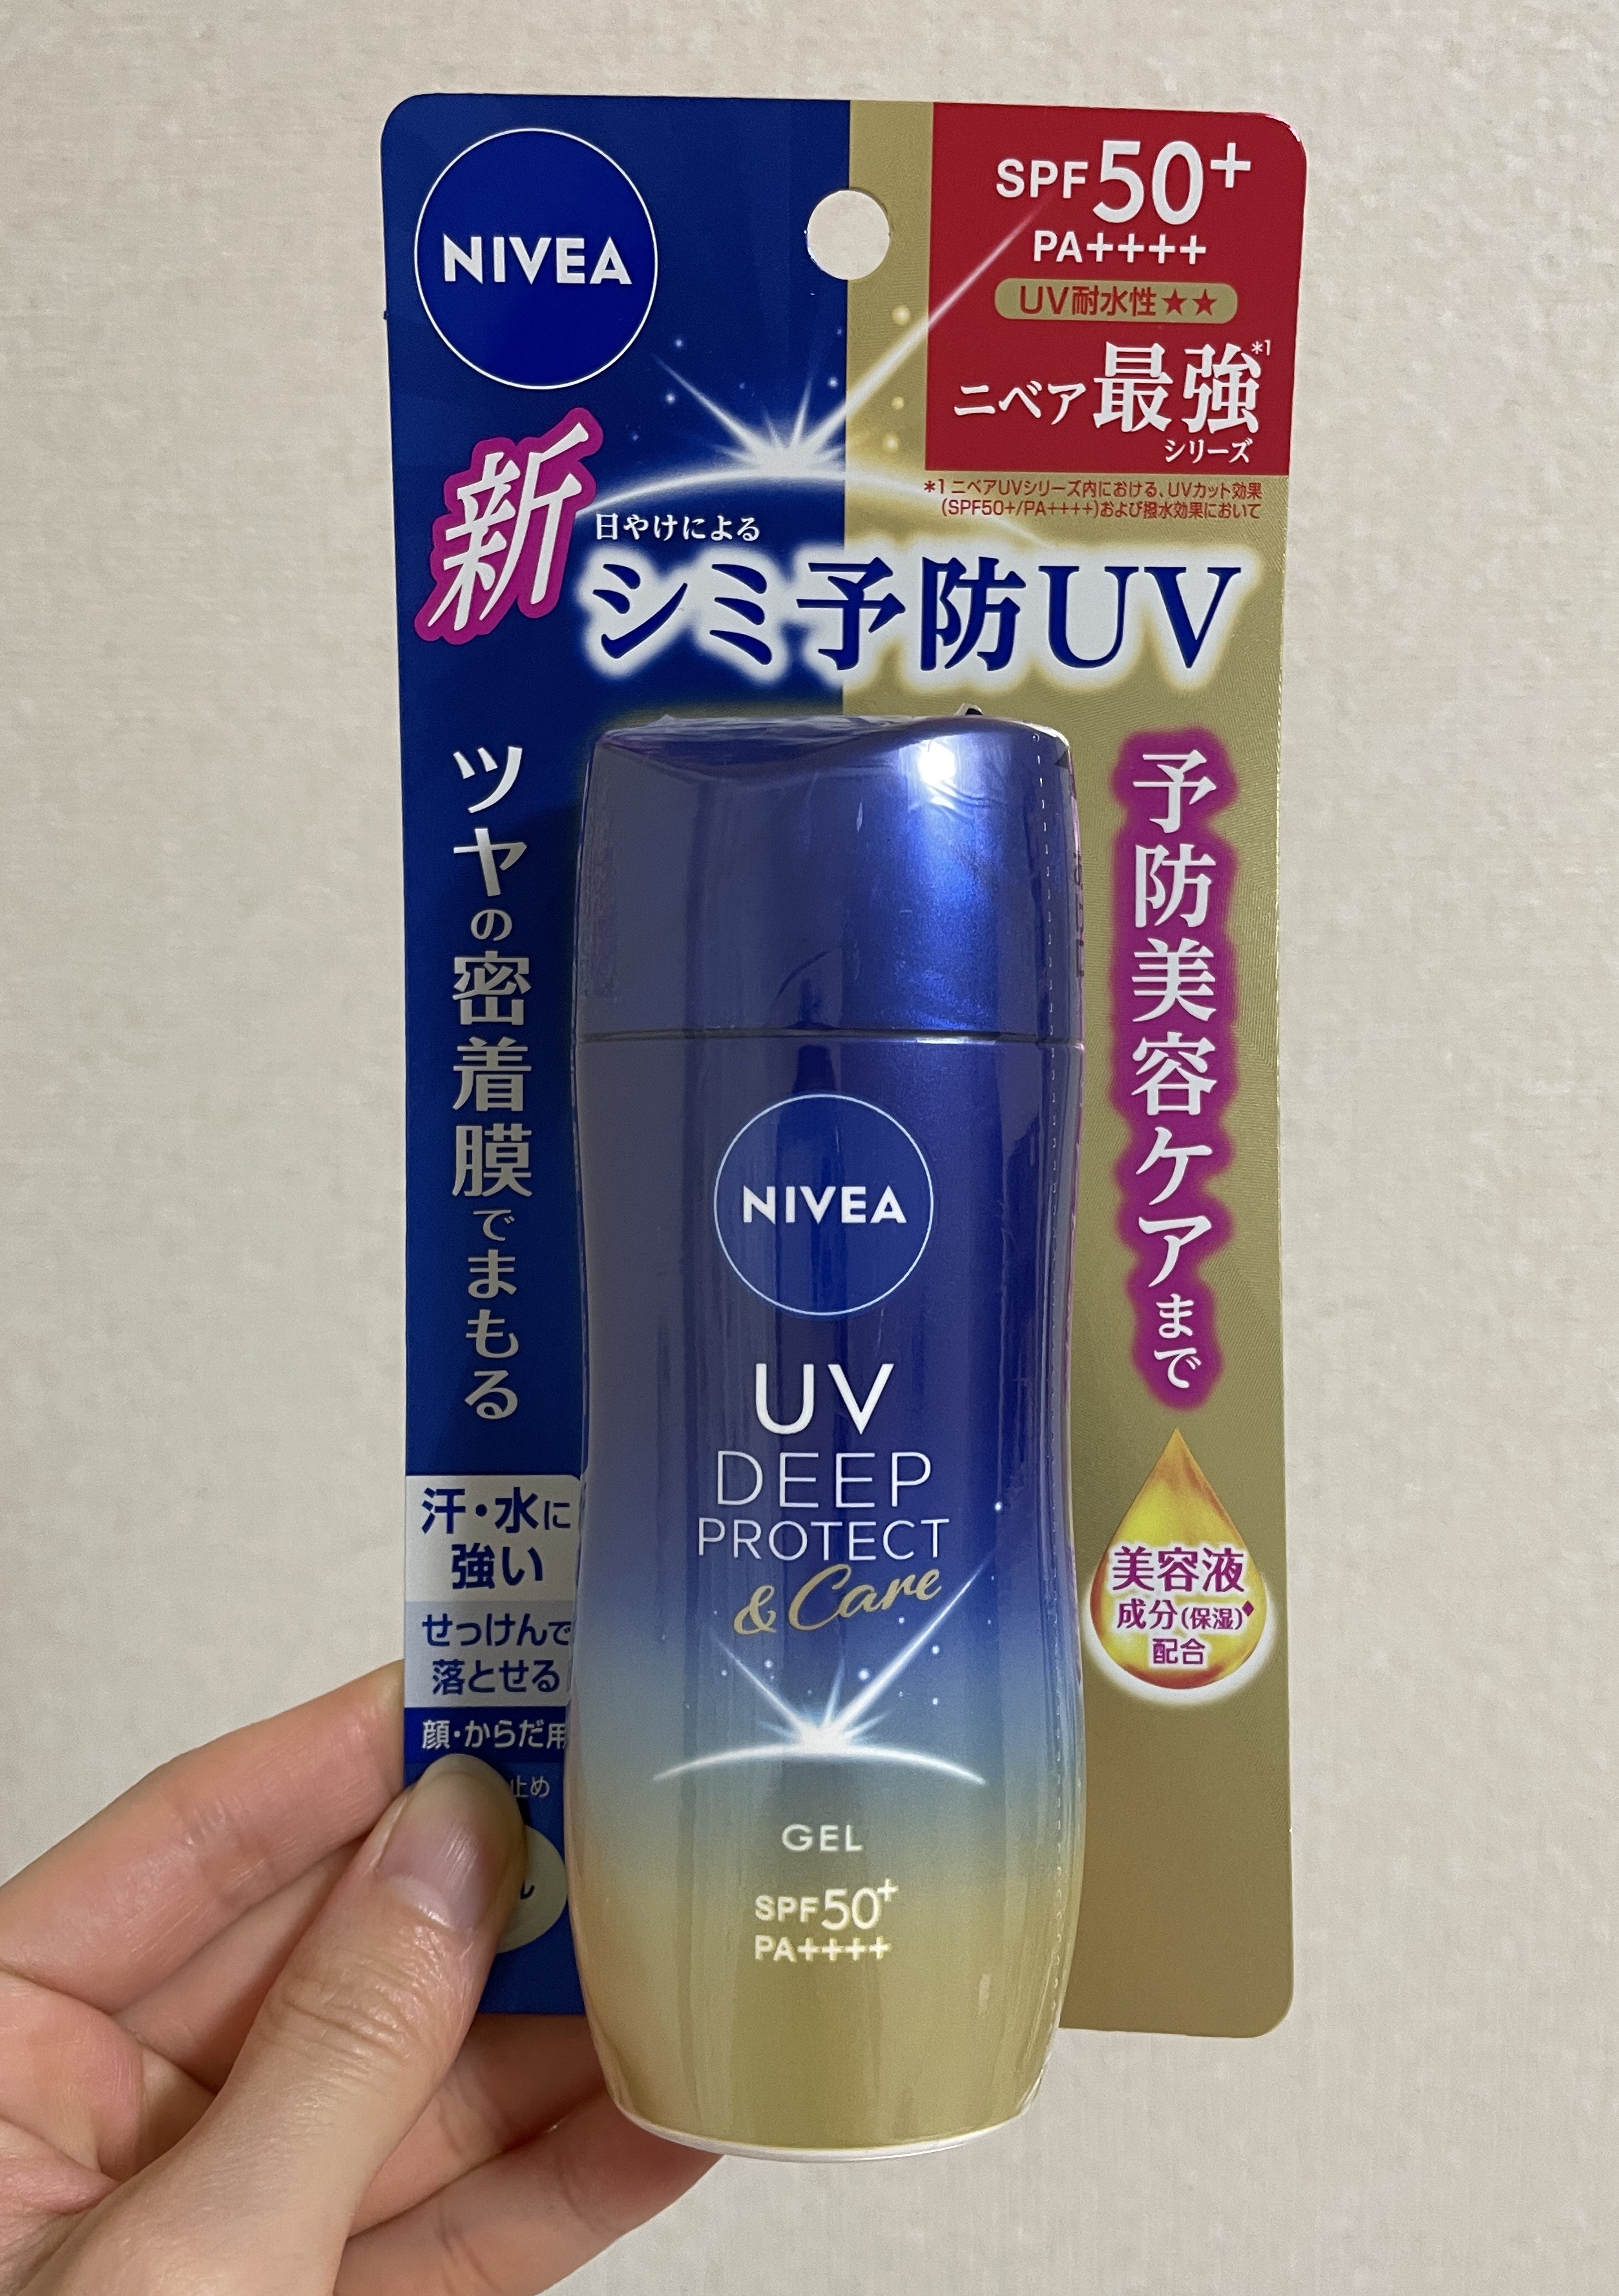 NIVEA
SPF50+
PA++++
UV耐水性★★
ニベア最強*1
シリーズ
*1 ニベアUVシリーズ内における、UVカット効果
(SPF50+/PA++++)および撥水効果において
新
日やけによる
シミ予防UV
ツヤの密着膜でまもる
予防美容ケアまで
汗・水に
強い
せっけんで
落とせる
顔・からだ用
止め
美容液
成分(保湿)◆
配合
NIVEA
UV
DEEP
PROTECT
& Care
GEL
SPF50+
PA++++